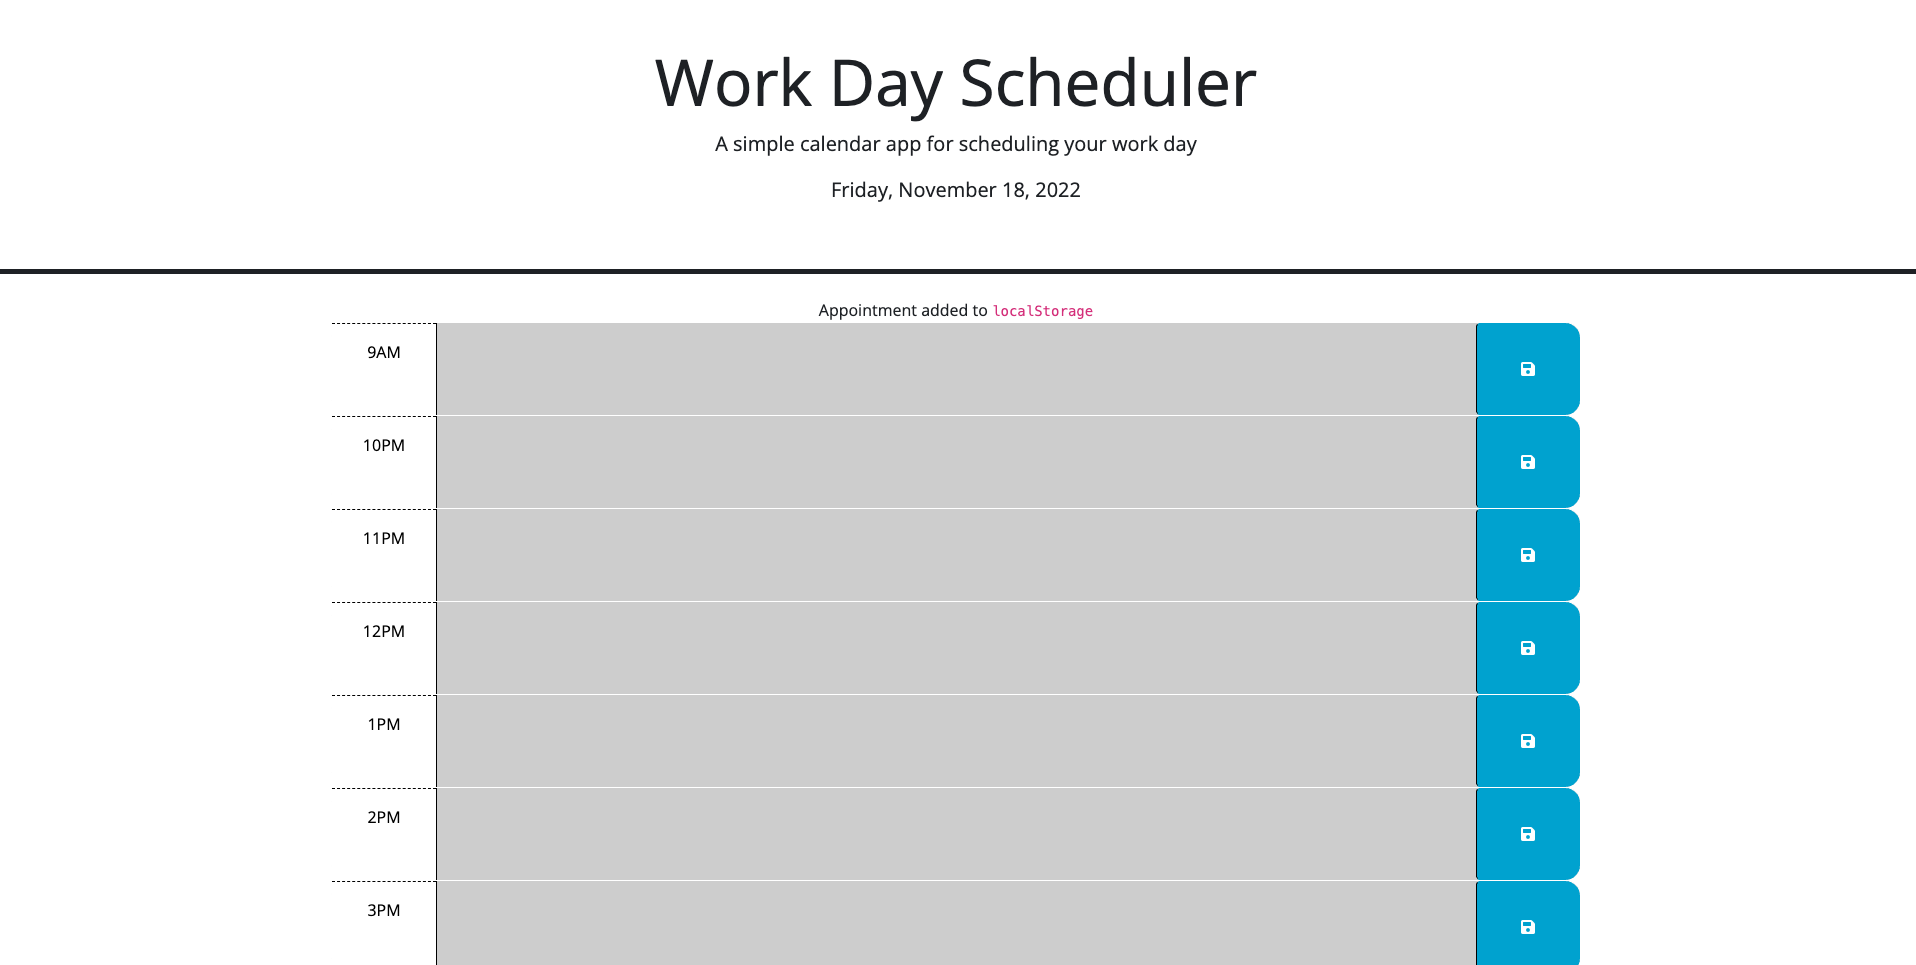 Work Day Scheduler
A simple calendar app for scheduling your work day
Friday, November 18, 2022
Appointment added to localStorage
9AM
10PM
11PM
12PM
1PM
2PM
3PM